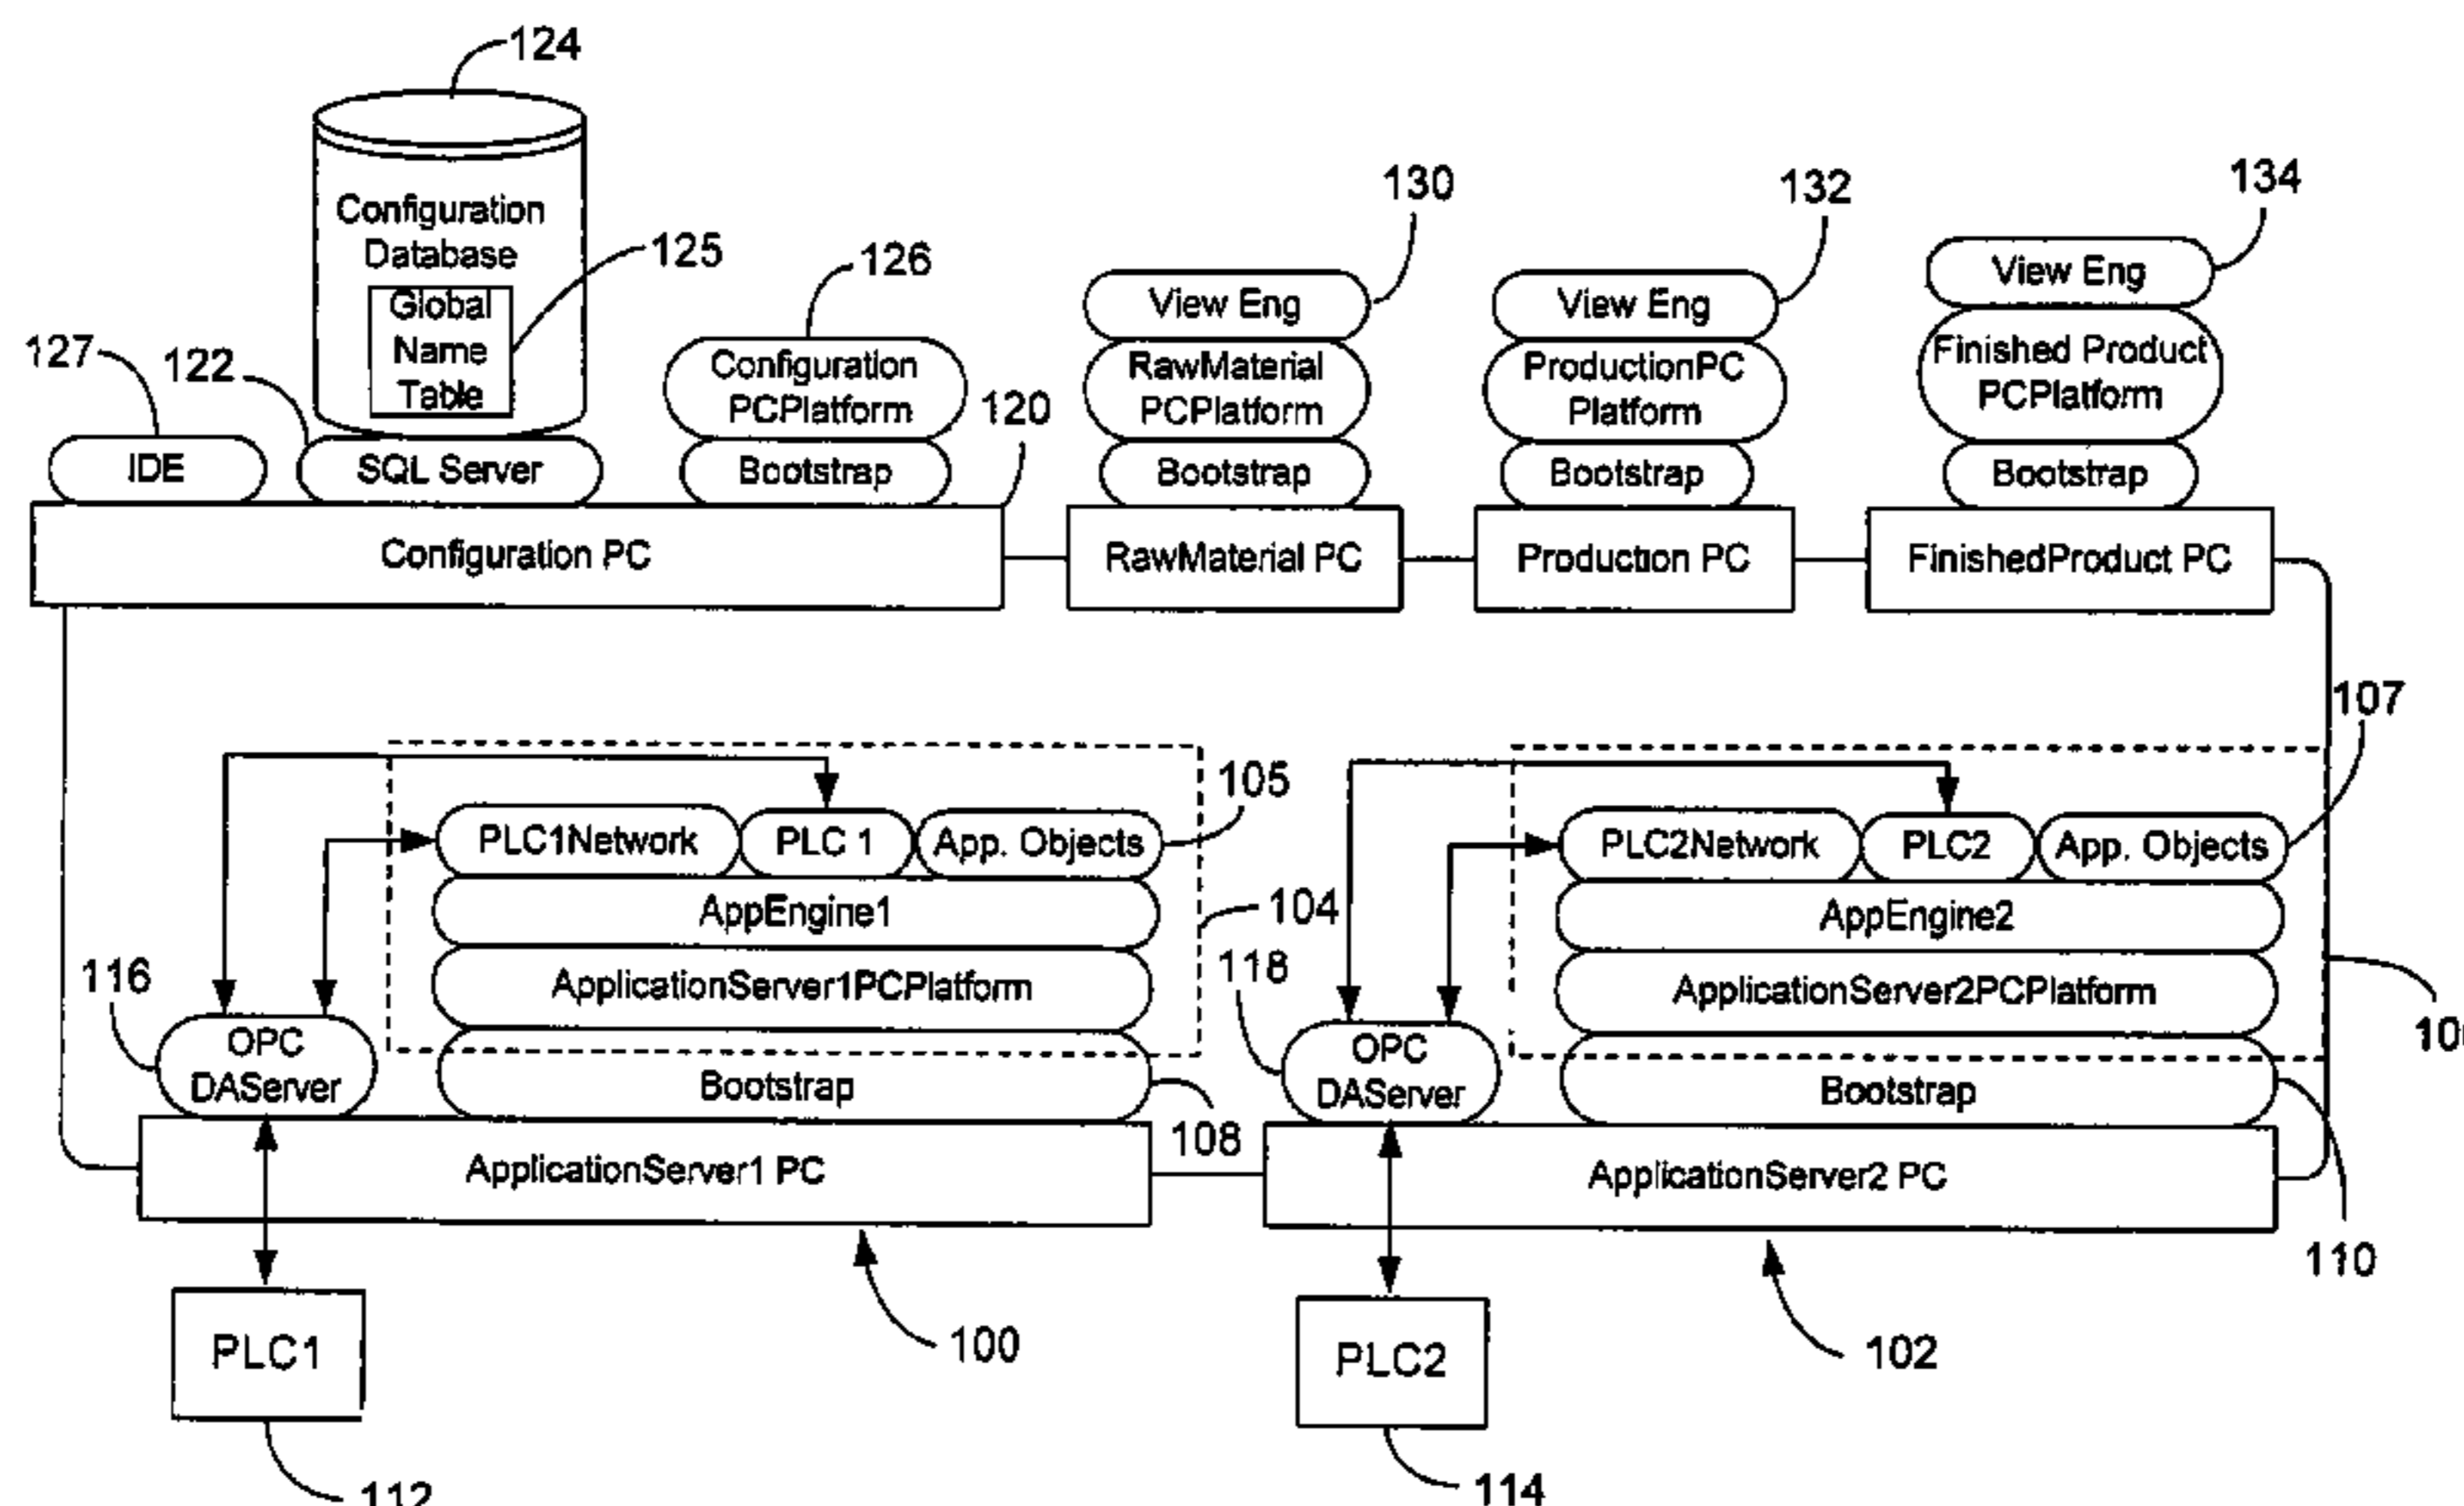 124
Configuration
Database
125
Global
Name
Table
127
122
126
130
132
134
IDE
SQL Server
Configuration
PCPlatform
Bootstrap
120
View Eng
RawMaterial
PCPlatform
Bootstrap
View Eng
ProductionPC
Platform
Bootstrap
View Eng
Finished Product
PCPlatform
Bootstrap
Configuration PC
RawMaterial PC
Production PC
FinishedProduct PC
PLC1Network
PLC 1
App. Objects
105
AppEngine1
104
ApplicationServer1PCPlatform
116
OPC
DAServer
Bootstrap
108
ApplicationServer1 PC
PLC1
100
112
107
PLC2Network
PLC2
App. Objects
AppEngine2
118
ApplicationServer2PCPlatform
OPC
DAServer
Bootstrap
110
ApplicationServer2 PC
PLC2
102
114